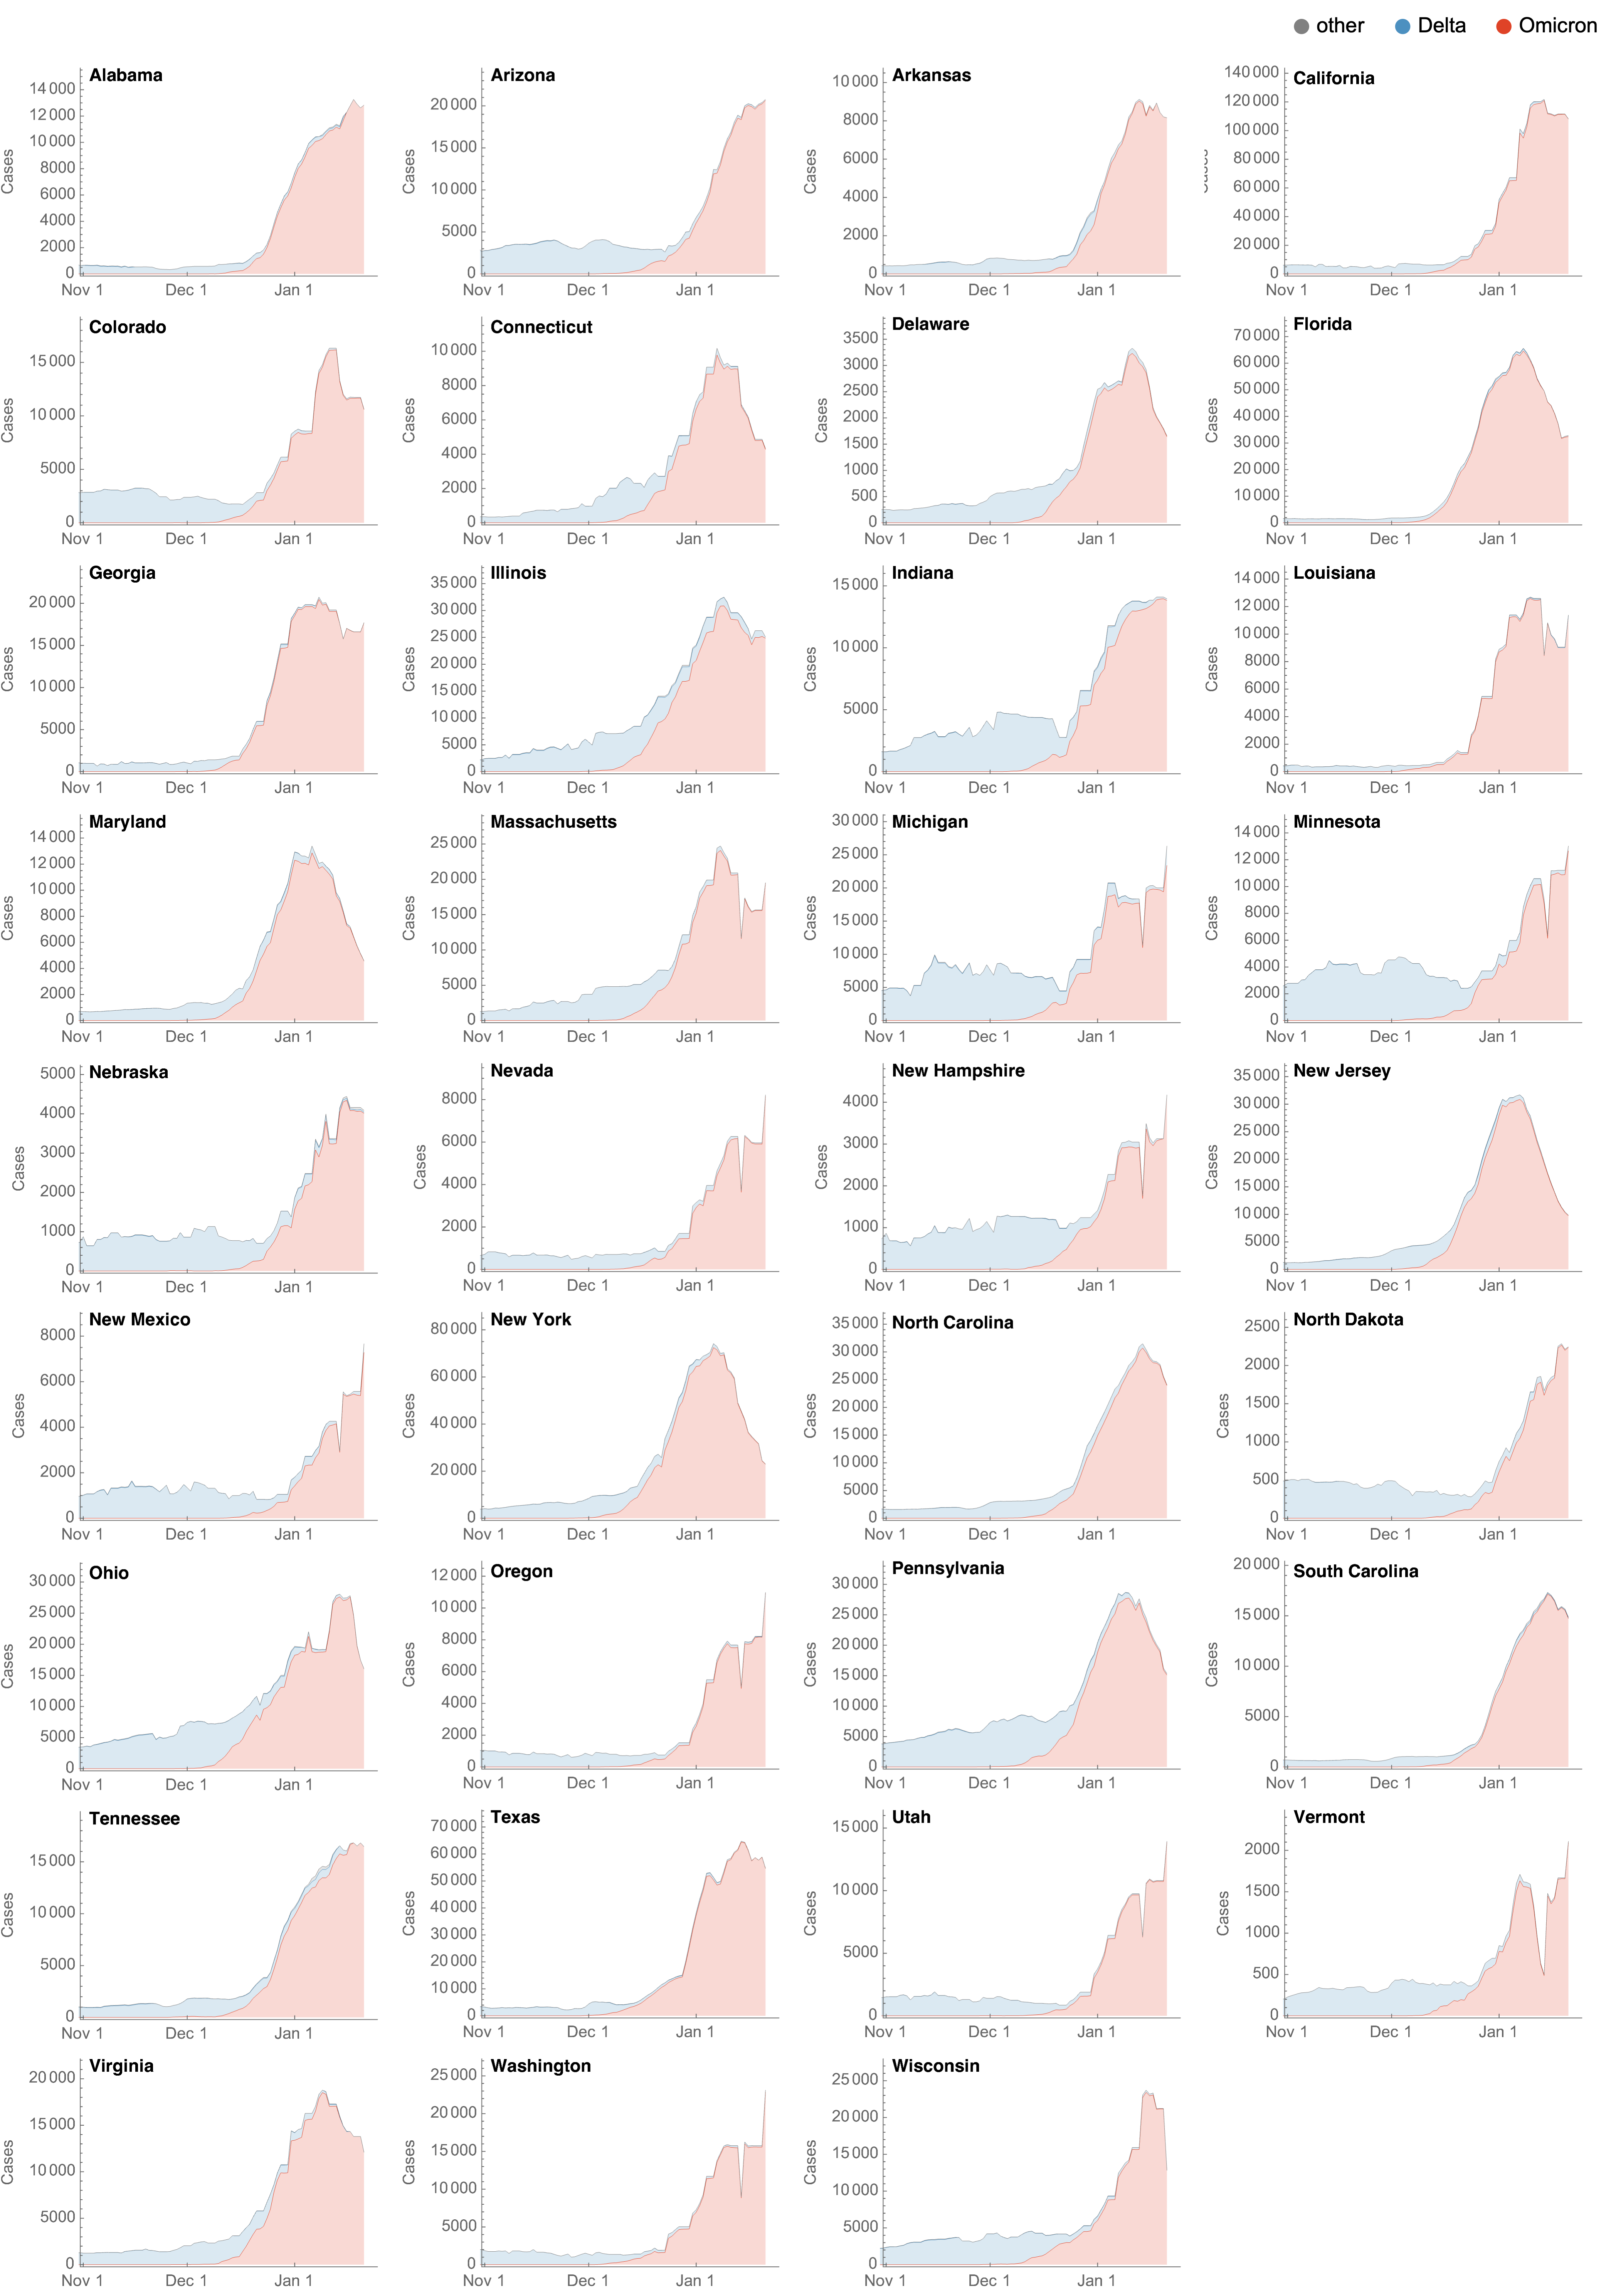 other Delta Omicron
Alabama
14 000
12 000
10 000
8000
6000
4000
2000
0
Cases
Nov 1 Dec 1 Jan 1
Arizona
20 000
15 000
10 000
5000
0
Cases
Nov 1 Dec 1 Jan 1
Arkansas
10 000
8000
6000
4000
2000
0
Cases
Nov 1 Dec 1 Jan 1
California
140 000
120 000
100 000
80 000
60 000
40 000
20 000
0
Nov 1 Dec 1 Jan 1
Colorado
15 000
10 000
5000
0
Cases
Nov 1 Dec 1 Jan 1
Connecticut
10 000
8000
6000
4000
2000
0
Cases
Nov 1 Dec 1 Jan 1
Delaware
3500
3000
2500
2000
1500
1000
500
0
Cases
Nov 1 Dec 1 Jan 1
Florida
70 000
60 000
50 000
40 000
30 000
20 000
10 000
0
Cases
Nov 1 Dec 1 Jan 1
Georgia
20 000
15 000
10 000
5000
0
Cases
Nov 1 Dec 1 Jan 1
Illinois
35 000
30 000
25 000
20 000
15 000
10 000
5000
0
Cases
Nov 1 Dec 1 Jan 1
Indiana
15 000
10 000
5000
0
Cases
Nov 1 Dec 1 Jan 1
Louisiana
14 000
12 000
10 000
8000
6000
4000
2000
0
Cases
Nov 1 Dec 1 Jan 1
Maryland
14 000
12 000
10 000
8000
6000
4000
2000
0
Cases
Nov 1 Dec 1 Jan 1
Massachusetts
25 000
20 000
15 000
10 000
5000
0
Cases
Nov 1 Dec 1 Jan 1
Michigan
30 000
25 000
20 000
15 000
10 000
5000
0
Cases
Nov 1 Dec 1 Jan 1
Minnesota
14 000
12 000
10 000
8000
6000
4000
2000
0
Cases
Nov 1 Dec 1 Jan 1
Nebraska
5000
4000
3000
2000
1000
0
Cases
Nov 1 Dec 1 Jan 1
Nevada
8000
6000
4000
2000
0
Cases
Nov 1 Dec 1 Jan 1
New Hampshire
4000
3000
2000
1000
0
Cases
Nov 1 Dec 1 Jan 1
New Jersey
35 000
30 000
25 000
20 000
15 000
10 000
5000
0
Cases
Nov 1 Dec 1 Jan 1
New Mexico
8000
6000
4000
2000
0
Cases
Nov 1 Dec 1 Jan 1
New York
80 000
60 000
40 000
20 000
0
Cases
Nov 1 Dec 1 Jan 1
North Carolina
35 000
30 000
25 000
20 000
15 000
10 000
5000
0
Cases
Nov 1 Dec 1 Jan 1
North Dakota
2500
2000
1500
1000
500
0
Cases
Nov 1 Dec 1 Jan 1
Ohio
30 000
25 000
20 000
15 000
10 000
5000
0
Cases
Nov 1 Dec 1 Jan 1
Oregon
12 000
10 000
8000
6000
4000
2000
0
Cases
Nov 1 Dec 1 Jan 1
Pennsylvania
30 000
25 000
20 000
15 000
10 000
5000
0
Cases
Nov 1 Dec 1 Jan 1
South Carolina
20 000
15 000
10 000
5000
0
Cases
Nov 1 Dec 1 Jan 1
Tennessee
15 000
10 000
5000
0
Cases
Nov 1 Dec 1 Jan 1
Texas
70 000
60 000
50 000
40 000
30 000
20 000
10 000
0
Cases
Nov 1 Dec 1 Jan 1
Utah
15 000
10 000
5000
0
Cases
Nov 1 Dec 1 Jan 1
Vermont
2000
1500
1000
500
0
Cases
Nov 1 Dec 1 Jan 1
Virginia
20 000
15 000
10 000
5000
0
Cases
Nov 1 Dec 1 Jan 1
Washington
25 000
20 000
15 000
10 000
5000
0
Cases
Nov 1 Dec 1 Jan 1
Wisconsin
25 000
20 000
15 000
10 000
5000
0
Cases
Nov 1 Dec 1 Jan 1